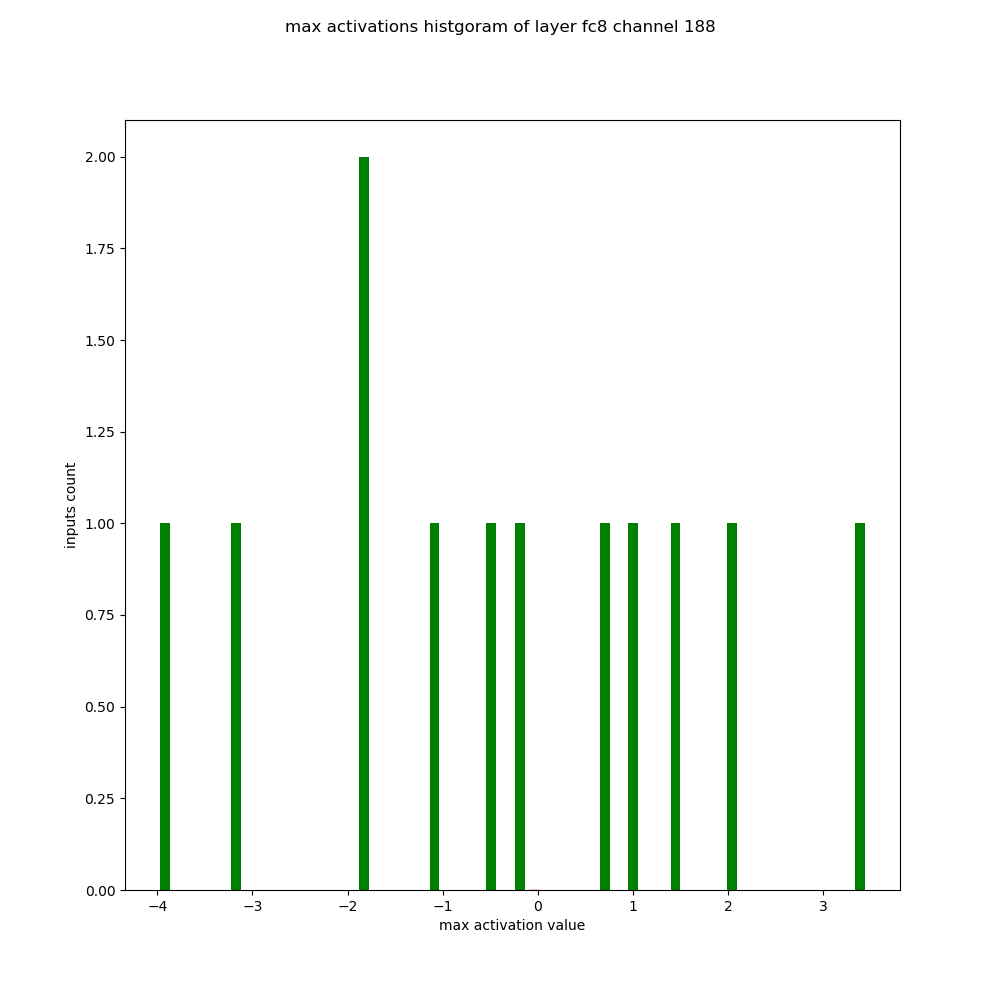 max activations histgoram of layer fc8 channel 188
2.00
1.75
1.50
1.25
1.00
0.75
0.50
0.25
0.00
inputs count
−4 −3 −2 −1 0 1 2 3
max activation value